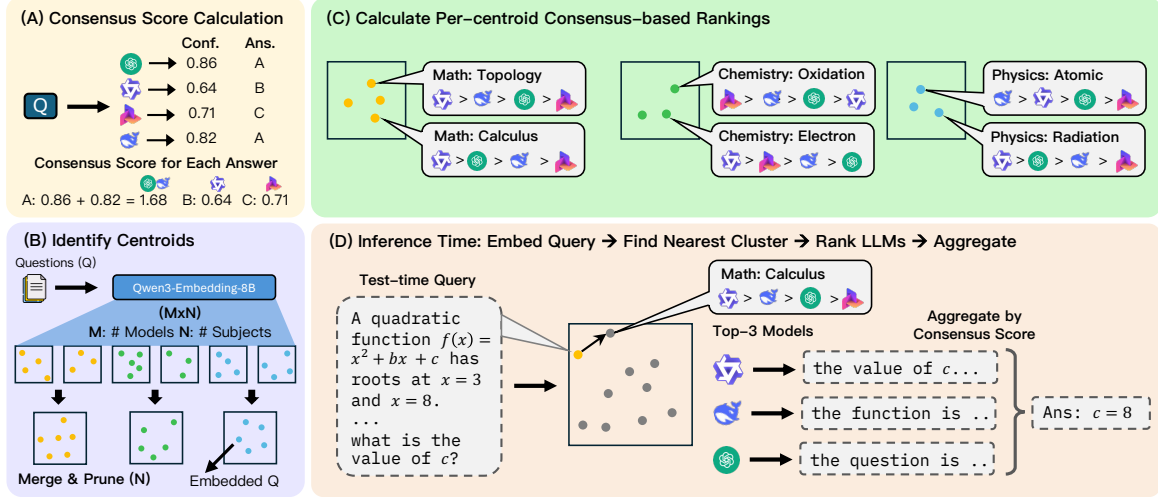 (A) Consensus Score Calculation
Conf. Ans.
Q
0.86 A
0.64 B
0.71 C
0.82 A
Consensus Score for Each Answer
A: 0.86 + 0.82 = 1.68 B: 0.64 C: 0.71
(B) Identify Centroids
Questions (Q)
Qwen3-Embedding-8B
(MxN)
M: # Models N: # Subjects
Merge & Prune (N)
Embedded Q
(C) Calculate Per-centroid Consensus-based Rankings
Math: Topology
> > >
Math: Calculus
> > >
Chemistry: Oxidation
> > >
Chemistry: Electron
> > >
Physics: Atomic
> > >
Physics: Radiation
> > >
(D) Inference Time: Embed Query → Find Nearest Cluster → Rank LLMs → Aggregate
Test-time Query
A quadratic
function f(x) =
x² + bx + c has
roots at x = 3
and x = 8.
...
what is the
value of c?
Math: Calculus
> > >
Top-3 Models
Aggregate by
Consensus Score
the value of c...
the function is ..
the question is ..
Ans: c = 8